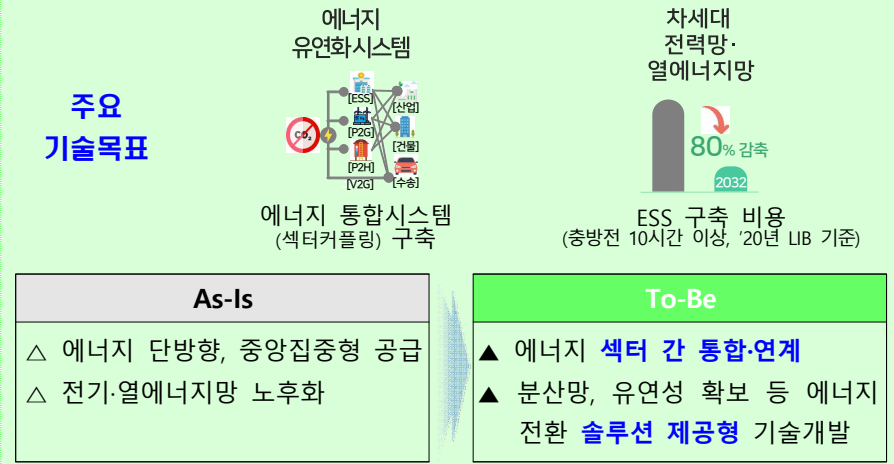 에너지
유연화시스템
차세대
전력망·
열에너지망
주요
기술목표
CO₂
[ESS]
[P2G]
[P2H]
[V2G]
[산업]
[건물]
[수송]
80% 감축
2032
에너지 통합시스템
(섹터커플링) 구축
ESS 구축 비용
(충방전 10시간 이상, '20년 LIB 기준)
As-Is
△ 에너지 단방향, 중앙집중형 공급
△ 전기·열에너지망 노후화
To-Be
▲ 에너지 섹터 간 통합·연계
▲ 분산망, 유연성 확보 등 에너지
전환 솔루션 제공형 기술개발